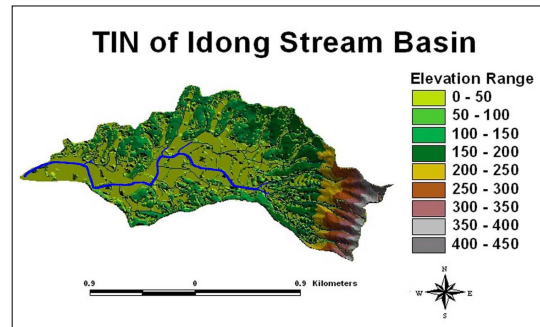 TIN of Idong Stream Basin
Elevation Range
0 - 50
50 - 100
100 - 150
150 - 200
200 - 250
250 - 300
300 - 350
350 - 400
400 - 450
0.9 0 0.9 Kilometers
N
W E
S